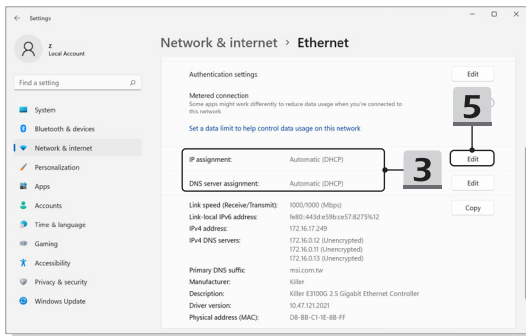 Settings
z
Local Account
Find a setting
System
Bluetooth & devices
Network & internet
Personalization
Apps
Accounts
Time & language
Gaming
Accessibility
Privacy & security
Windows Update
Network & internet > Ethernet
Authentication settings Edit
Metered connection
Some apps might work differently to reduce data usage when you're connected to
this network
5
Set a data limit to help control data usage on this network
IP assignment: Automatic (DHCP) Edit
3
DNS server assignment: Automatic (DHCP) Edit
Link speed (Receive/Transmit): 1000/1000 (Mbps) Copy
Link-local IPv6 address: fe80::443d:e59b:ce57:8275%12
IPv4 address: 172.16.17.249
IPv4 DNS servers: 172.16.0.12 (Unencrypted)
172.16.0.11 (Unencrypted)
172.16.0.13 (Unencrypted)
Primary DNS suffix: msi.com.tw
Manufacturer: Killer
Description: Killer E3100G 2.5 Gigabit Ethernet Controller
Driver version: 10.47.121.2021
Physical address (MAC): D8-BB-C1-1E-8B-FF